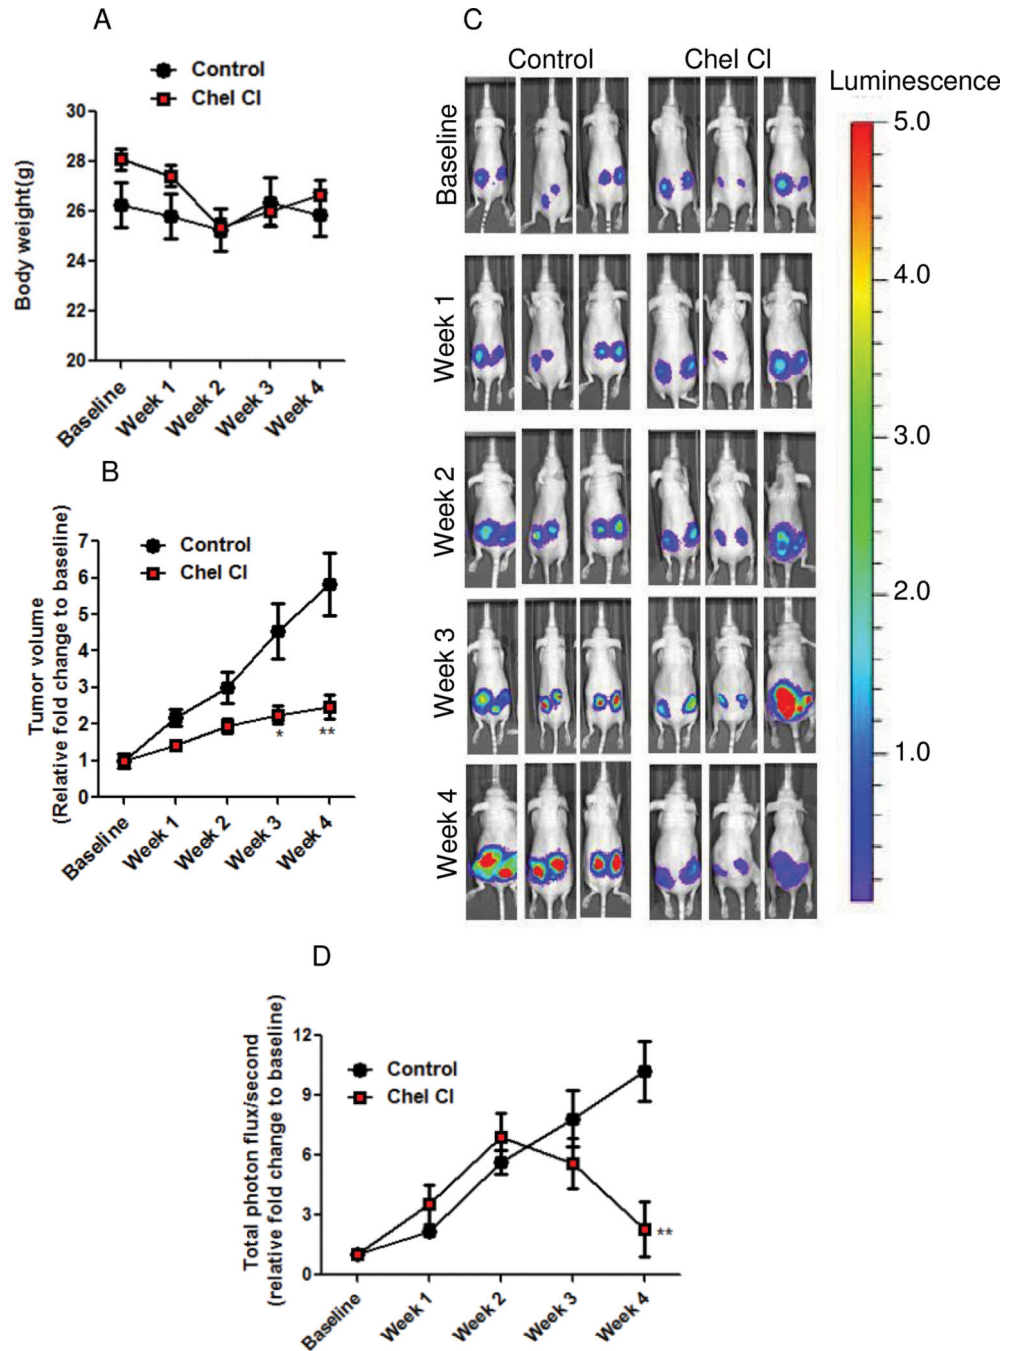 A
Control
Chel Cl
Body weight(g)
30
28
26
24
22
20
Baseline
Week 1
Week 2
Week 3
Week 4
B
Control
Chel Cl
Tumor volume
(Relative fold change to baseline)
7
6
5
4
3
2
1
0
*
**
Baseline
Week 1
Week 2
Week 3
Week 4
C
Control
Chel Cl
Luminescence
Baseline
Week 1
Week 2
Week 3
Week 4
5.0
4.0
3.0
2.0
1.0
D
Control
Chel Cl
Total photon flux/second
(relative fold change to baseline)
12
9
6
3
0
**
Baseline
Week 1
Week 2
Week 3
Week 4